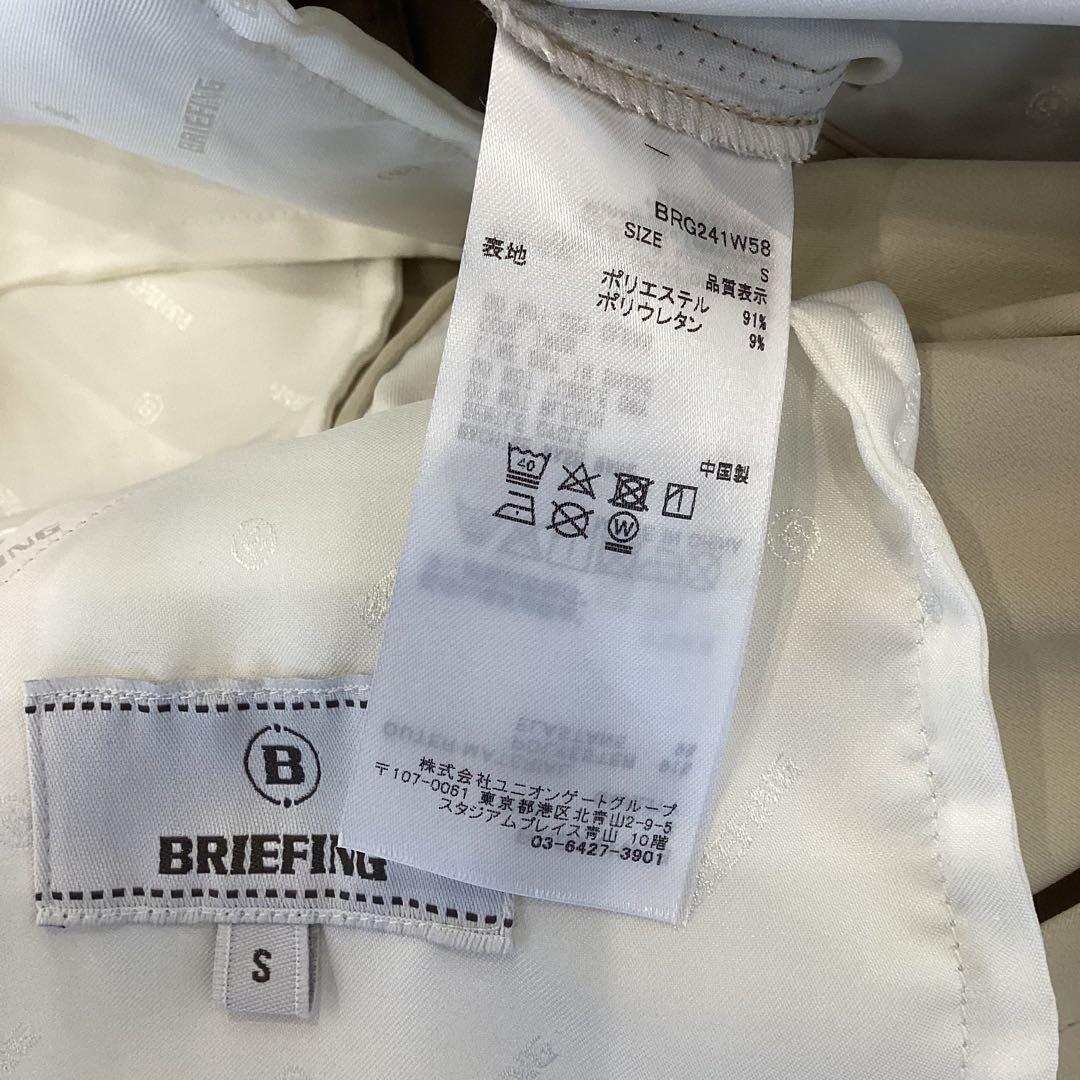 BRIEFING
BRG241W58
SIZE S
品質表示
表地
ポリエステル 91%
ポリウレタン 9%
中国製
40
W
株式会社ユニオンゲートグループ
〒107-0061 東京都港区北青山2-9-5
スタジアムプレイス青山 10階
03-6427-3901
B
BRIEFING
S